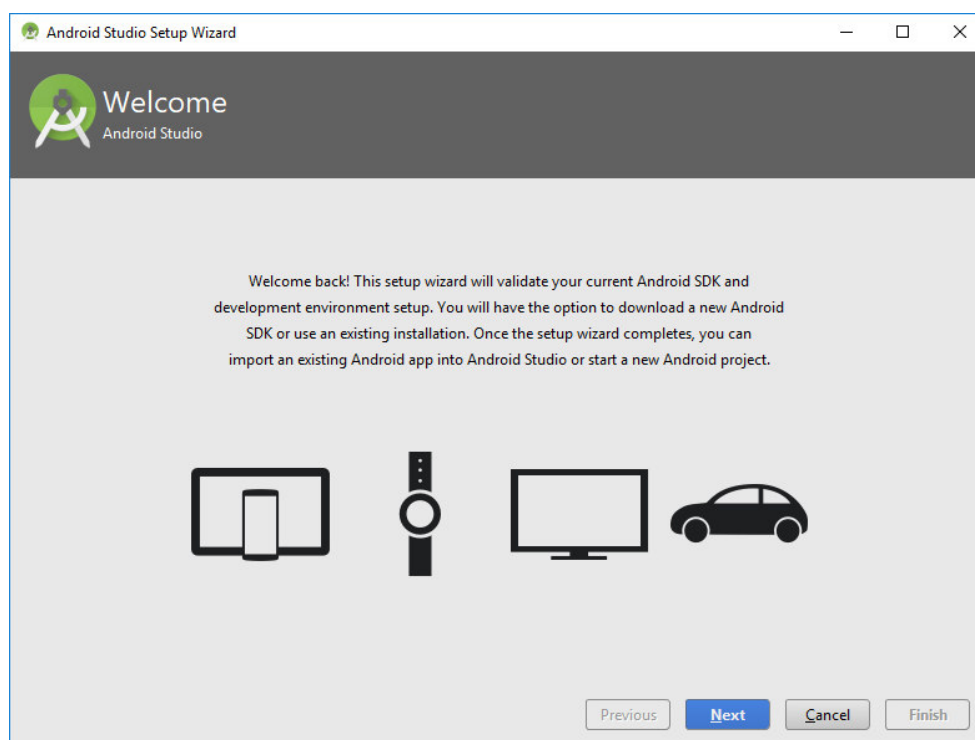 Android Studio Setup Wizard
Welcome
Android Studio
Welcome back! This setup wizard will validate your current Android SDK and
development environment setup. You will have the option to download a new Android
SDK or use an existing installation. Once the setup wizard completes, you can
import an existing Android app into Android Studio or start a new Android project.
Previous Next Cancel Finish